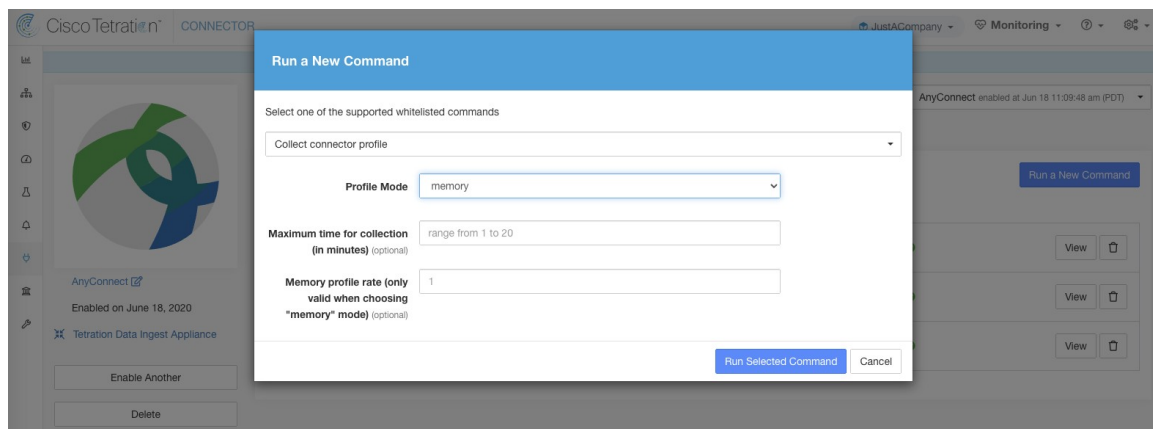 Cisco Tetration™ CONNECTOR
JustACompany
Monitoring
Run a New Command
AnyConnect enabled at Jun 18 11:09:48 am (PDT)
Select one of the supported whitelisted commands
Collect connector profile
Run a New Command
Profile Mode
memory
Maximum time for collection
(in minutes) (optional)
range from 1 to 20
Memory profile rate (only
valid when choosing
"memory" mode) (optional)
1
Run Selected Command
Cancel
View
View
View
AnyConnect
Enabled on June 18, 2020
Tetration Data Ingest Appliance
Enable Another
Delete